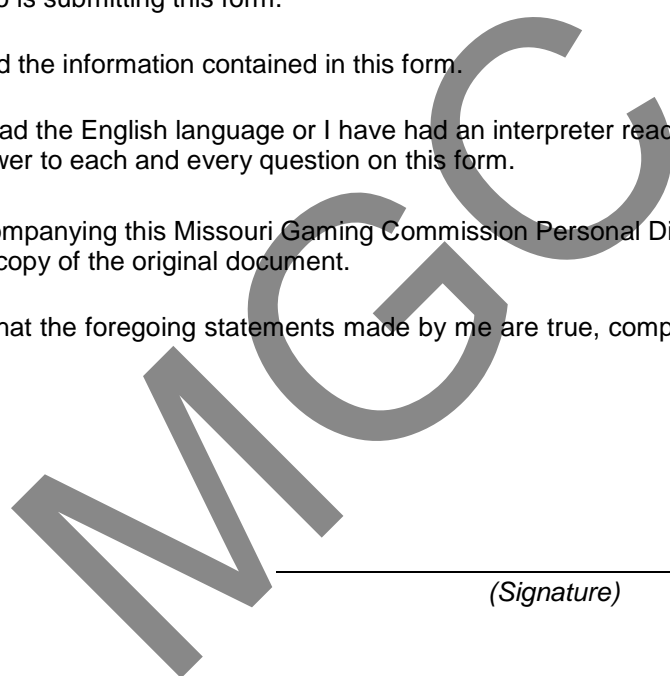 is submitting this form.
the information contained in this form.
ad the English language or I have had an interpreter read
wer to each and every question on this form.
ompanying this Missouri Gaming Commission Personal Di
copy of the original document.
hat the foregoing statements made by me are true, comp
(Signature)
MGC